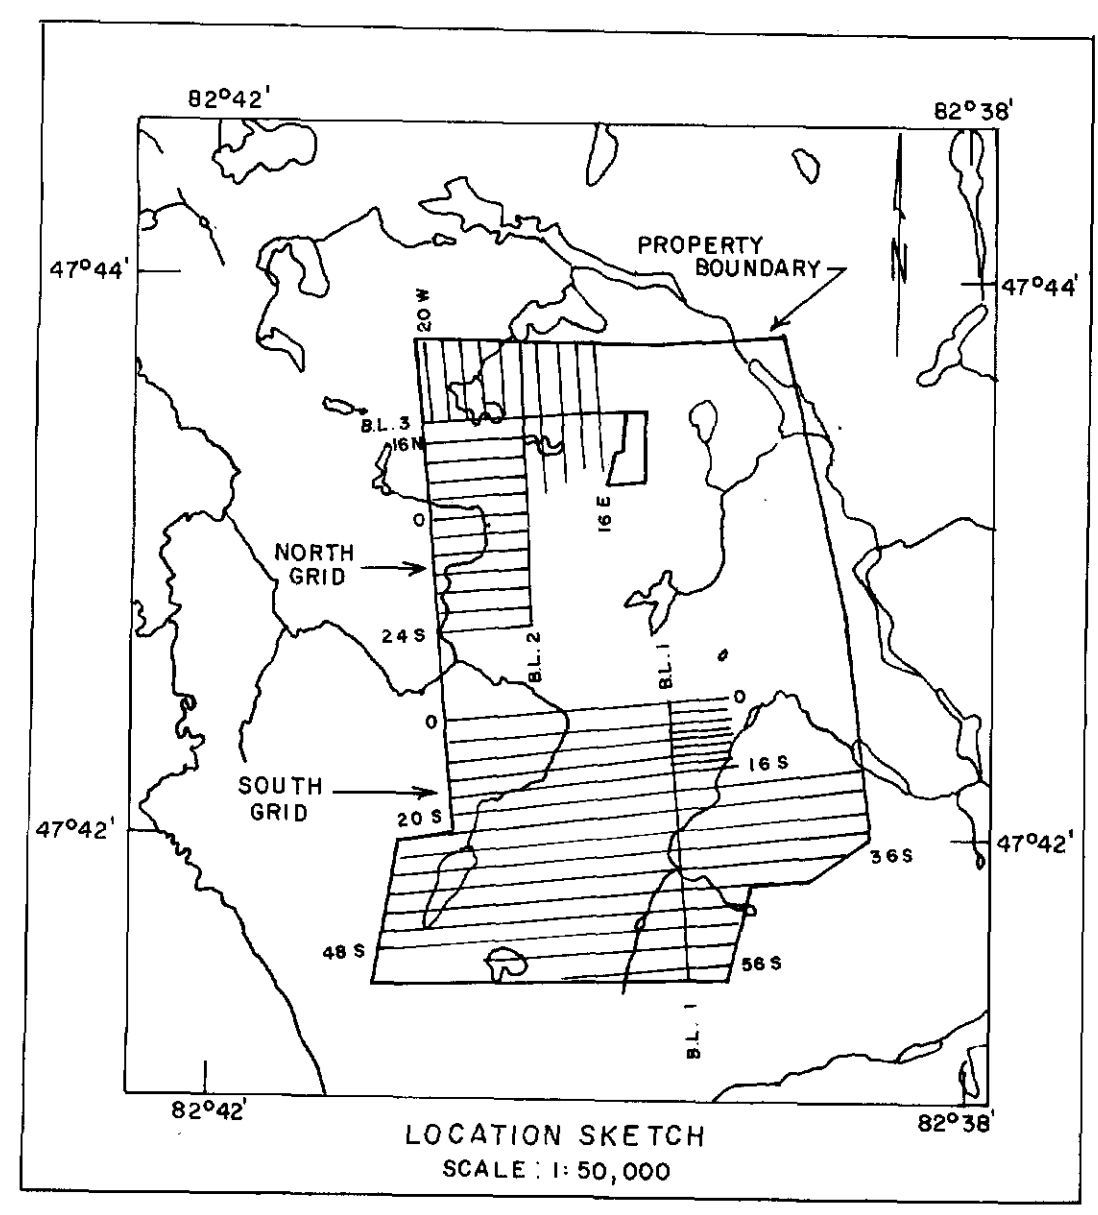 82°42'
82°38'
PROPERTY
BOUNDARY
N
47°44'
47°44'
20 W
B.L. 3
16 N
0
16 E
NORTH
GRID
24 S
B.L. 2
B.L. 1
0
0
16 S
SOUTH
GRID
20 S
47°42'
47°42'
36 S
48 S
56 S
B.L. 1
82°42'
82°38'
LOCATION SKETCH
SCALE: 1:50,000